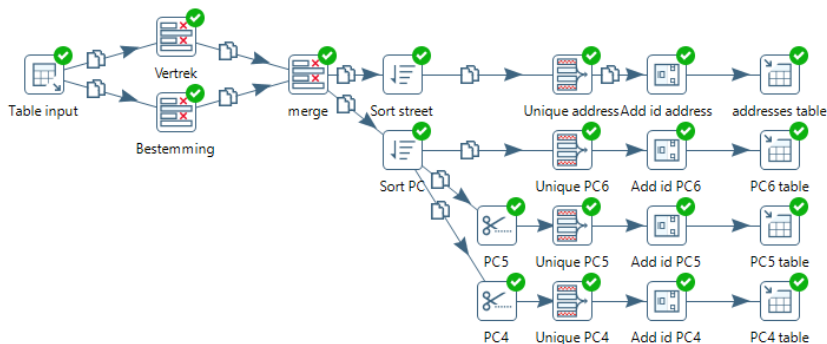 Table input
Vertrek
Bestemming
merge
Sort street
Unique address
Add id address
addresses table
Sort PC
Unique PC6
Add id PC6
PC6 table
PC5
Unique PC5
Add id PC5
PC5 table
PC4
Unique PC4
Add id PC4
PC4 table